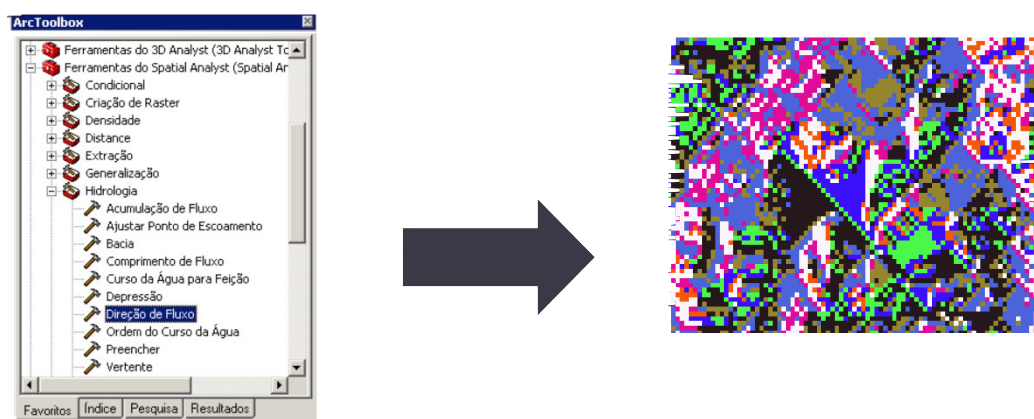 ArcToolbox
Ferramentas do 3D Analyst (3D Analyst Tc
Ferramentas do Spatial Analyst (Spatial Ar
Condicional
Criação de Raster
Densidade
Distance
Extração
Generalização
Hidrologia
Acumulação de Fluxo
Ajustar Ponto de Escoamento
Bacia
Comprimento de Fluxo
Curso da Água para Feição
Depressão
Direção de Fluxo
Ordem do Curso da Água
Preencher
Vertente
Favoritos Índice Pesquisa Resultados